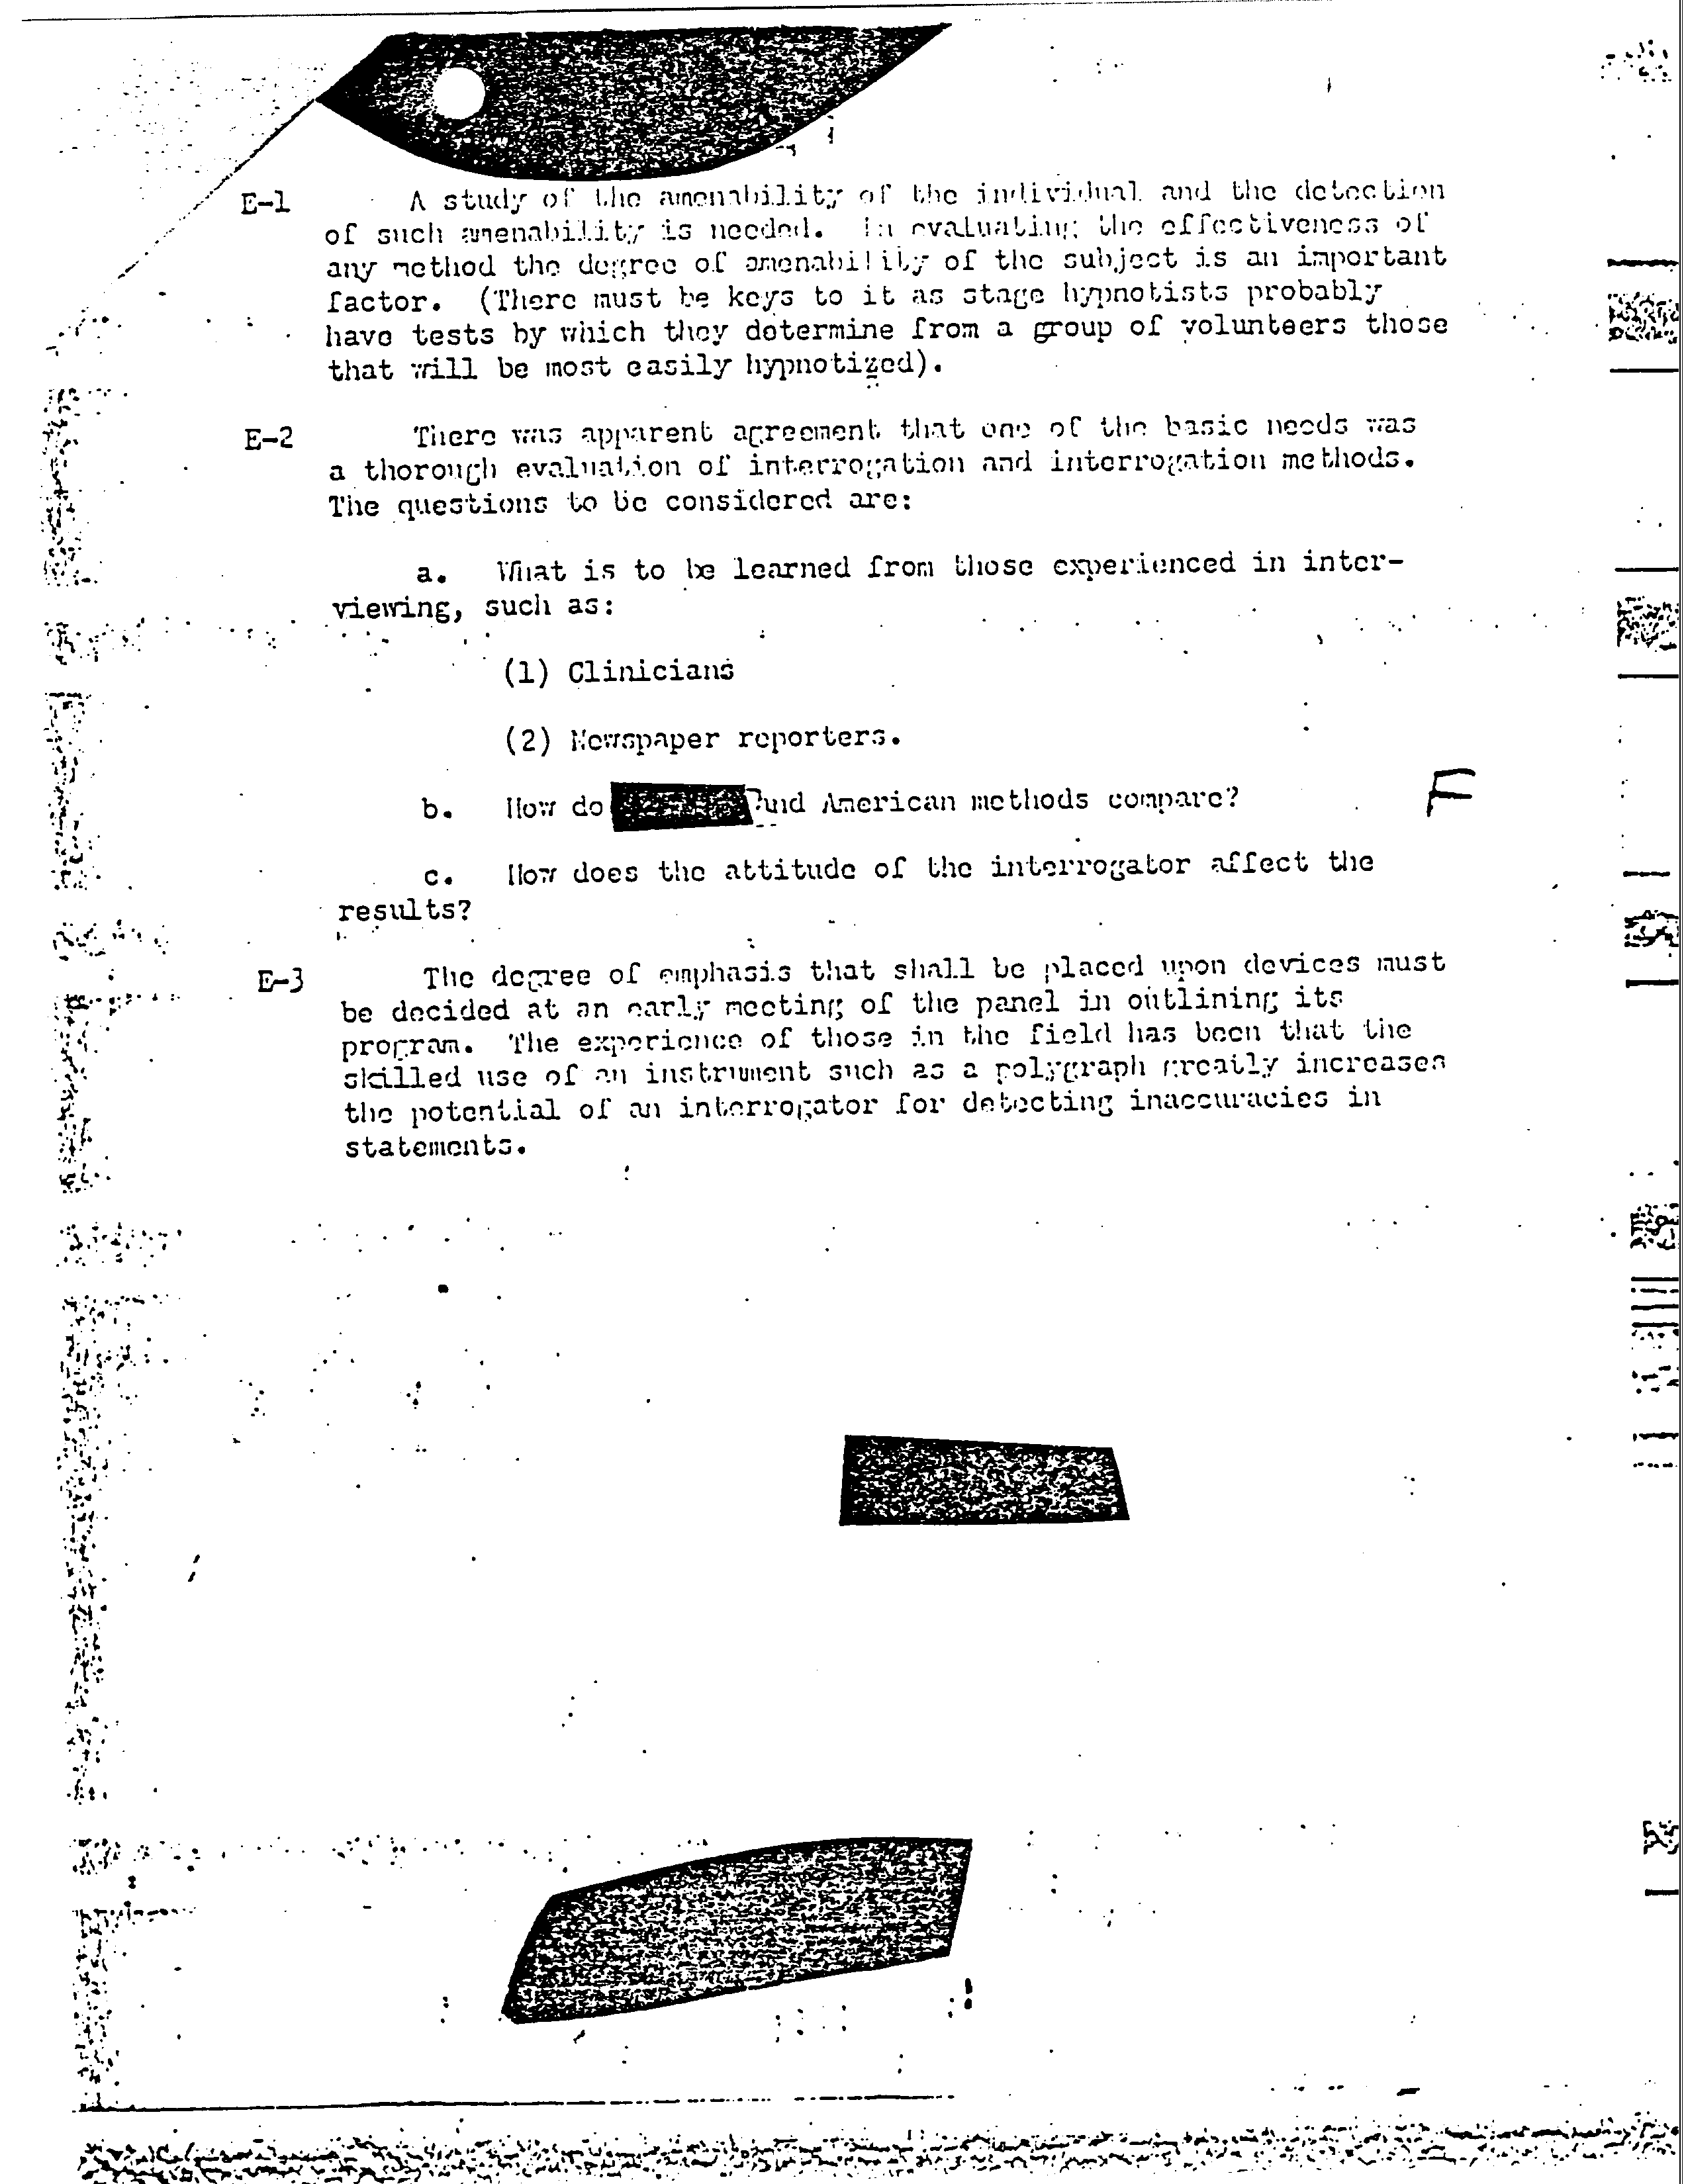 E-1 A study of the amenability of the individual and the detection
of such amenability is needed. In evaluating the effectiveness of
any method the degree of amenability of the subject is an important
factor. (There must be keys to it as stage hypnotists probably
have tests by which they determine from a group of volunteers those
that will be most easily hypnotized).
E-2 There was apparent agreement that one of the basic needs was
a thorough evaluation of interrogation and interrogation methods.
The questions to be considered are:
a. What is to be learned from those experienced in inter-
viewing, such as:
(1) Clinicians
(2) Newspaper reporters.
b. How do and American methods compare? F
c. How does the attitude of the interrogator affect the
results?
E-3 The degree of emphasis that shall be placed upon devices must
be decided at an early meeting of the panel in outlining its
program. The experience of those in the field has been that the
skilled use of an instrument such as a polygraph greatly increases
the potential of an interrogator for detecting inaccuracies in
statements.